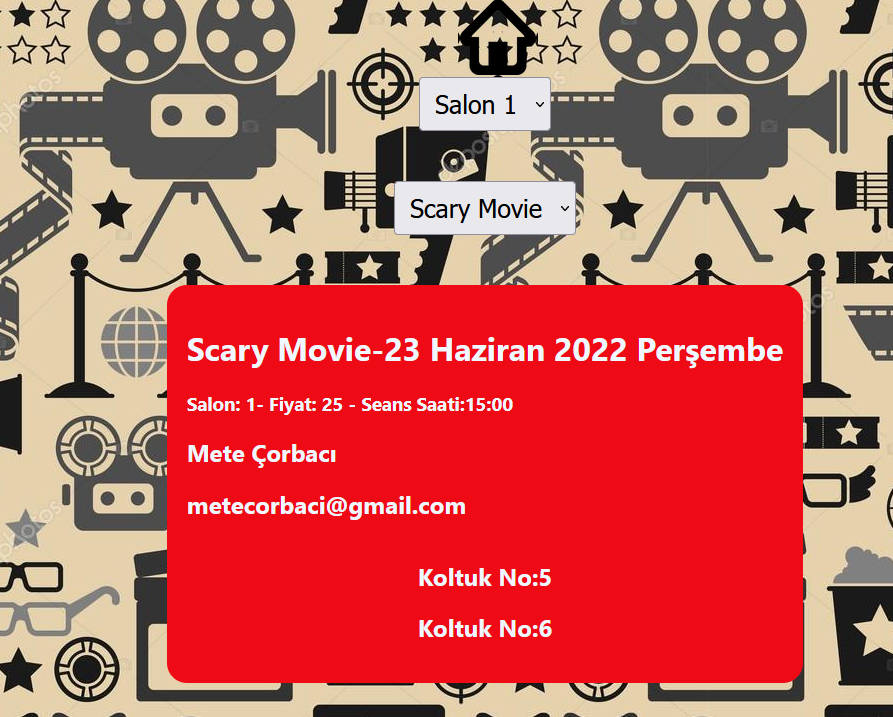 Salon 1
Scary Movie
Scary Movie-23 Haziran 2022 Perşembe
Salon: 1- Fiyat: 25 - Seans Saati:15:00
Mete Çorbacı
metecorbaci@gmail.com
Koltuk No:5
Koltuk No:6